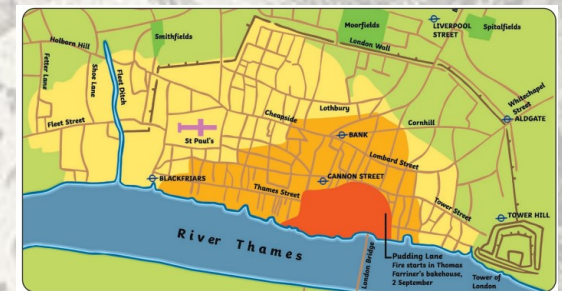 Moorfields
LIVERPOOL
STREET
Spitalfields
Smithfields
Holborn Hill
London Wall
Fetter Lane
Shoe Lane
Fleet Ditch
Whitechapel
Street
Lothbury
Cheapside
Cornhill
ALDGATE
Fleet Street
BANK
St Paul's
Lombard Street
BLACKFRIARS
CANNON STREET
Thames Street
Tower Street
TOWER HILL
River Thames
London Bridge
Pudding Lane
Fire starts in Thomas
Farriner's bakehouse,
2 September
Tower of
London